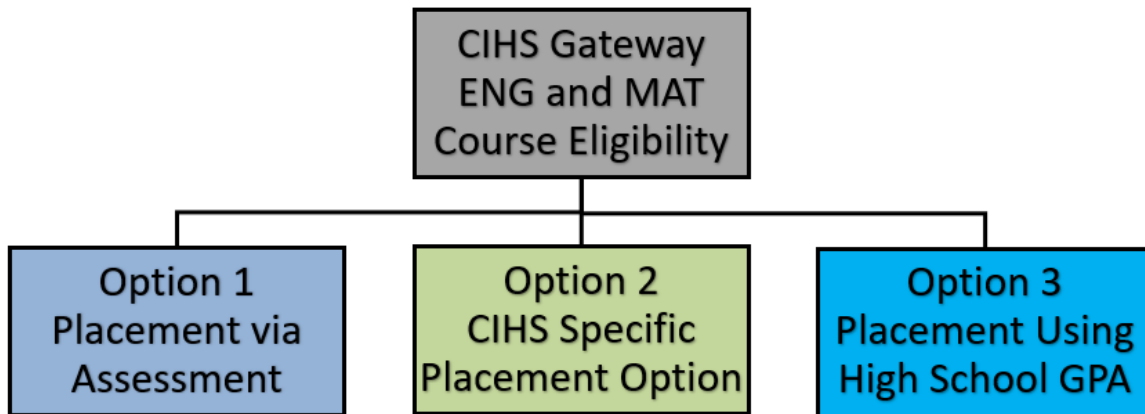 CIHS Gateway
ENG and MAT
Course Eligibility
Option 1
Placement via
Assessment
Option 2
CIHS Specific
Placement Option
Option 3
Placement Using
High School GPA